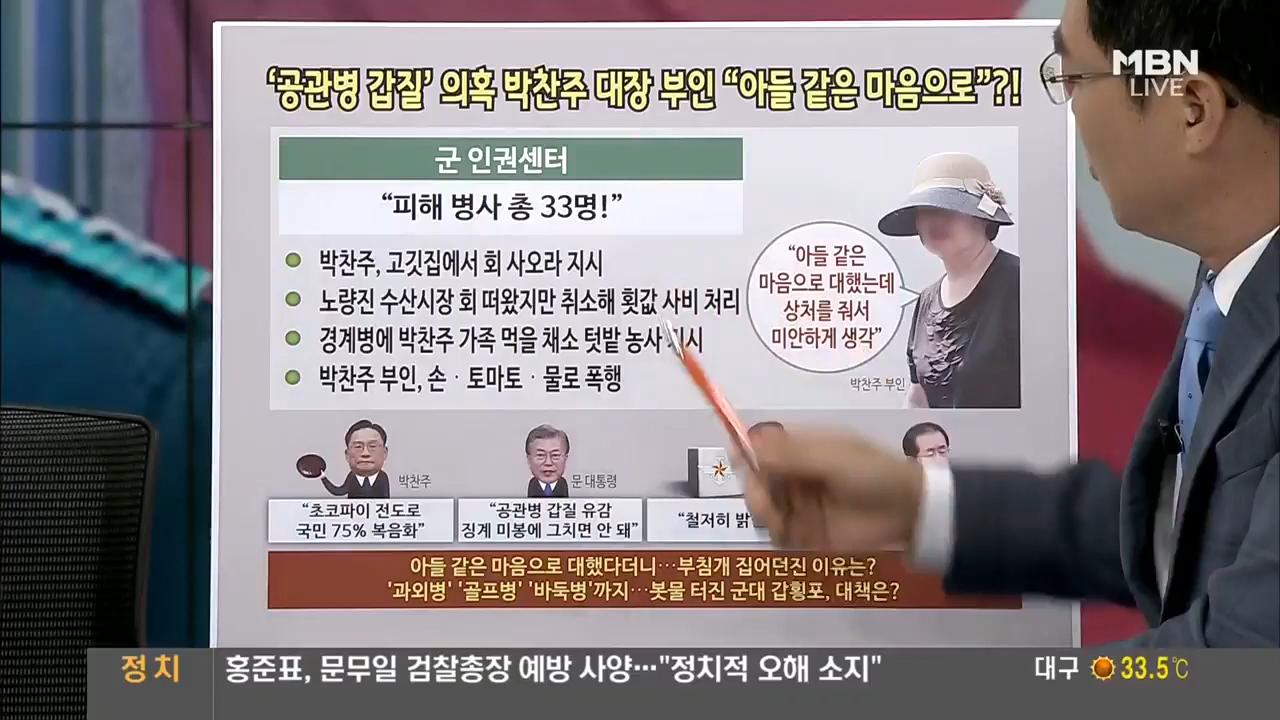 MBN
LIVE
‘공관병 갑질’ 의혹 박찬주 대장 부인 “아들 같은 마음으로”?!
군 인권센터
“피해 병사 총 33명!”
박찬주, 고깃집에서 회 사오라 지시
노량진 수산시장 회 떠왔지만 취소해 횟값 사비 처리
경계병에 박찬주 가족 먹을 채소 텃밭 농사 지시
박찬주 부인, 손·토마토·물로 폭행
“아들 같은
마음으로 대했는데
상처를 줘서
미안하게 생각”
박찬주 부인
박찬주
문 대통령
“초코파이 전도로
국민 75% 복음화”
“공관병 갑질 유감
징계 미봉에 그치면 안 돼”
“철저히
아들 같은 마음으로 대했다더니…부침개 집어던진 이유는?
'과외병' '골프병' '바둑병'까지…봇물 터진 군대 갑횡포, 대책은?
정치
홍준표, 문무일 검찰총장 예방 사양…"정치적 오해 소지"
대구 33.5℃